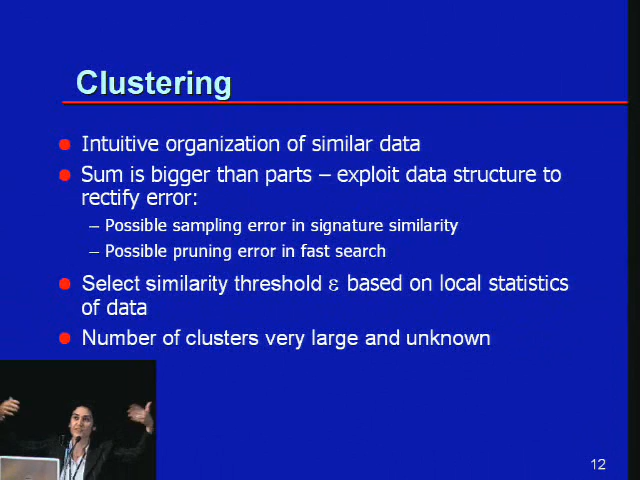 Clustering
Intuitive organization of similar data
Sum is bigger than parts – exploit data structure to
rectify error:
– Possible sampling error in signature similarity
– Possible pruning error in fast search
Select similarity threshold ε based on local statistics
of data
Number of clusters very large and unknown
12